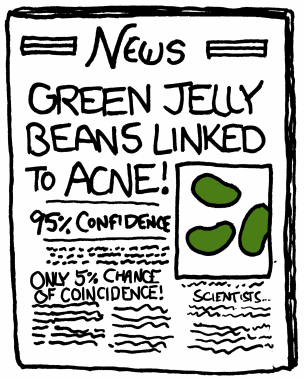 NEWS
GREEN JELLY
BEANS LINKED
TO ACNE!
95% CONFIDENCE
ONLY 5% CHANCE
OF COINCIDENCE!
SCIENTISTS...